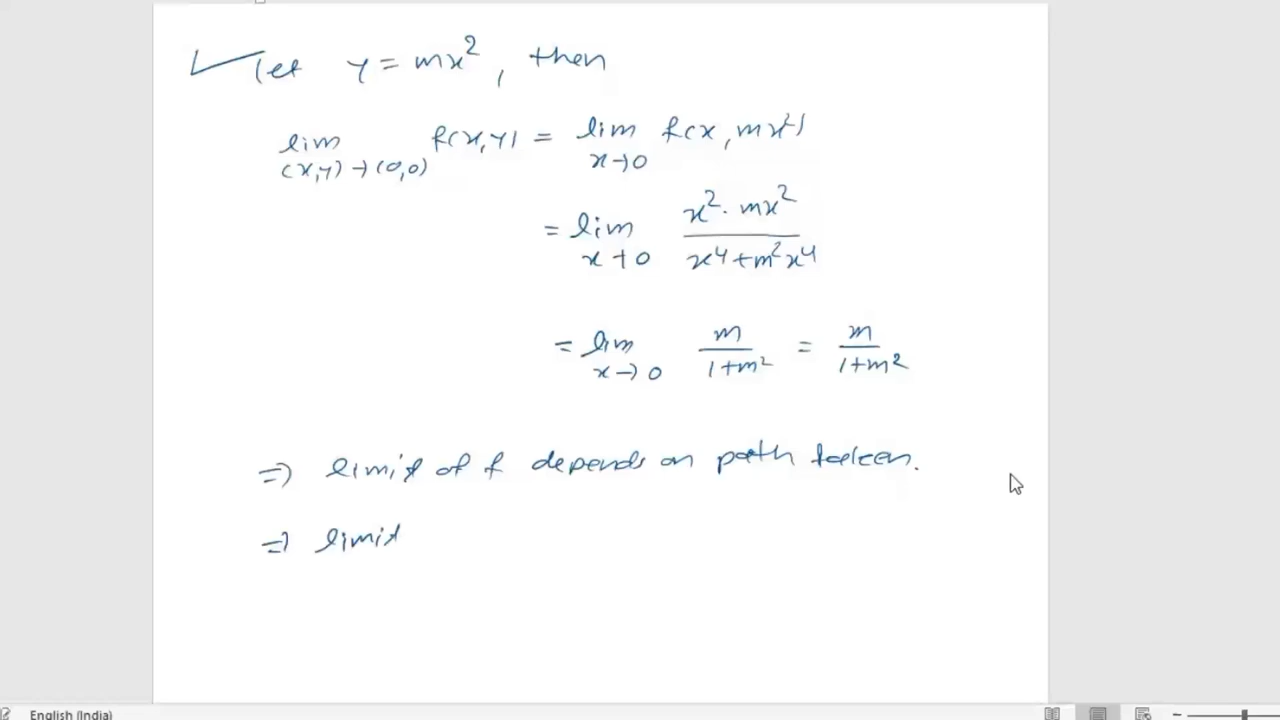 Let y = mx², then
lim f(x,y) = lim f(x, mx²)
(x,y)→(0,0) x→0
= lim x²·mx² / x⁴+m²x⁴
x→0
= lim m / 1+m² = m / 1+m²
x→0
⇒ limit of f depends on path taken.
⇒ limit
English (India)